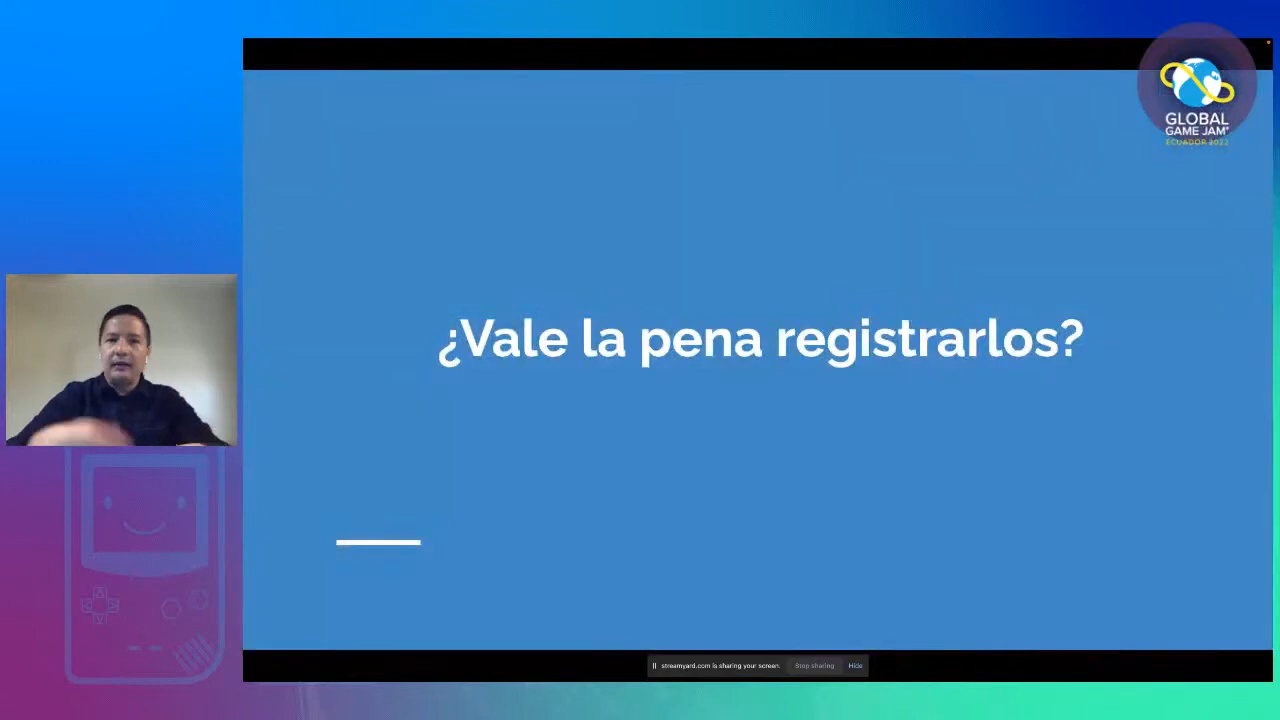 GLOBAL
GAME JAM
ECUADOR 2022
¿Vale la pena registrarlos?
streamyard.com is sharing your screen.
Stop sharing
Hide